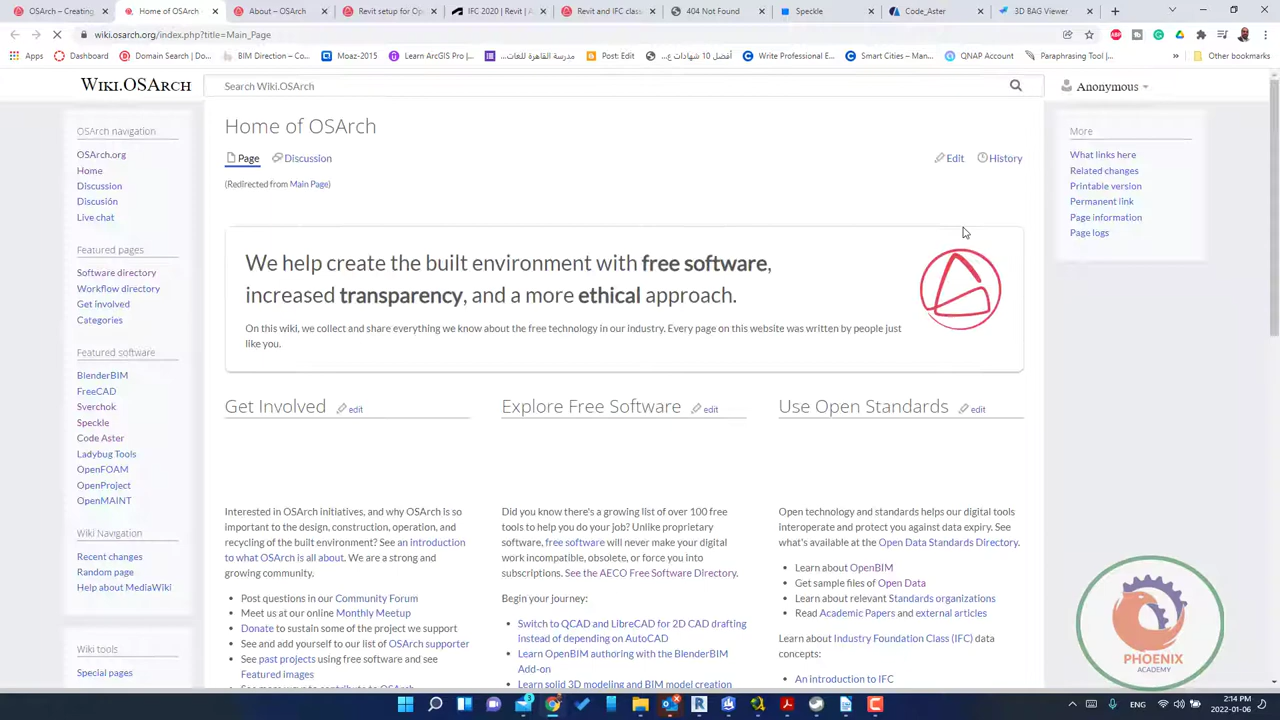 OSArch – Creating
Home of OSArch
About – OSArch
Revit setup for Op
IFC 2020 | Revit | A
Revit and IFC class
404 Not Found
Speckle
Code_Aster
3D BAG Viewer
wiki.osarch.org/index.php?title=Main_Page
Apps
Dashboard
Domain Search | D...
BIM Direction – Co...
Moaz-2015
Learn ArcGIS Pro |...
مدرسة القاهرة للغات...
Post: Edit
أفضل 10 شهادات ع...
Write Professional E...
Smart Cities – Man...
QNAP Account
Paraphrasing Tool |...
»
Other bookmarks
Wiki.OSArch
Search Wiki.OSArch
Anonymous
OSArch navigation
OSArch.org
Home
Discussion
Discusión
Live chat
Featured pages
Software directory
Workflow directory
Get involved
Categories
Featured software
BlenderBIM
FreeCAD
Sverchok
Speckle
Code Aster
Ladybug Tools
OpenFOAM
OpenProject
OpenMAINT
Wiki Navigation
Recent changes
Random page
Help about MediaWiki
Wiki tools
Special pages
Home of OSArch
Page
Discussion
Edit
History
(Redirected from Main Page)
We help create the built environment with free software,
increased transparency, and a more ethical approach.
On this wiki, we collect and share everything we know about the free technology in our industry. Every page on this website was written by people just
like you.
Get Involved
edit
Interested in OSArch initiatives, and why OSArch is so
important to the design, construction, operation, and
recycling of the built environment? See an introduction
to what OSArch is all about. We are a strong and
growing community.
• Post questions in our Community Forum
• Meet us at our online Monthly Meetup
• Donate to sustain some of the project we support
• See and add yourself to our list of OSArch supporter
• See past projects using free software and see
Featured images
Explore Free Software
edit
Did you know there's a growing list of over 100 free
tools to help you do your job? Unlike proprietary
software, free software will never make your digital
work incompatible, obsolete, or force you into
subscriptions. See the AECO Free Software Directory.
Begin your journey:
• Switch to QCAD and LibreCAD for 2D CAD drafting
instead of depending on AutoCAD
• Learn OpenBIM authoring with the BlenderBIM
Add-on
• Learn solid 3D modeling and BIM model creation
Use Open Standards
edit
Open technology and standards helps our digital tools
interoperate and protect you against data expiry. See
what's available at the Open Data Standards Directory.
• Learn about OpenBIM
• Get sample files of Open Data
• Learn about relevant Standards organizations
• Read Academic Papers and external articles
Learn about Industry Foundation Class (IFC) data
concepts:
• An introduction to IFC
More
What links here
Related changes
Printable version
Permanent link
Page information
Page logs
PHOENIX
ACADEMY
ENG
2:14 PM
2022-01-06